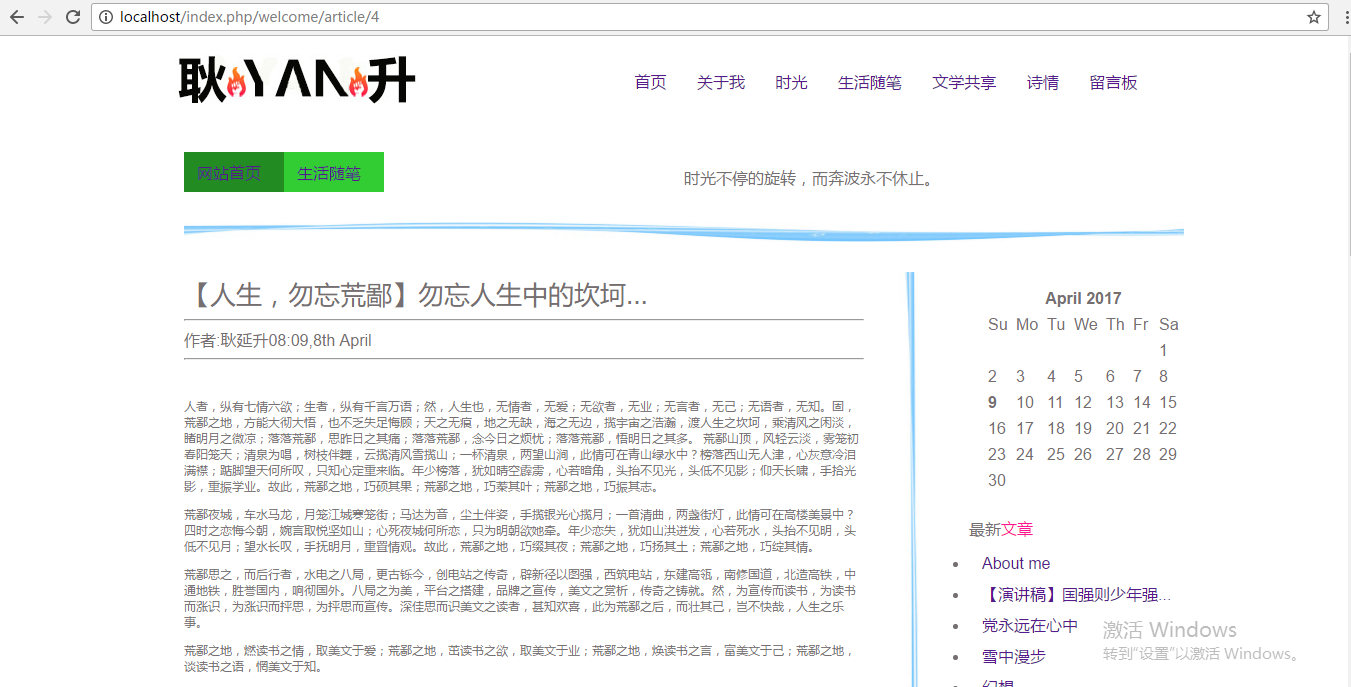 localhost/index.php/welcome/article/4
耿YAN升
首页 关于我 时光 生活随笔 文学共享 诗情 留言板
网站首页 生活随笔
时光不停的旋转，而奔波永不休止。
【人生，勿忘荒鄙】勿忘人生中的坎坷...
作者:耿延升08:09,8th April
人者，纵有七情六欲；生者，纵有千言万语；然，人生也，无情者，无爱；无欲者，无业；无言者，无己；无语者，无知。固，
荒鄙之地，方能大彻大悟，也不乏失足悔顾；天之无痕，地之无缺，海之无边，揽宇宙之浩瀚，渡人生之坎坷，乘清风之闲淡，
睹明月之微凉；落落荒鄙，思昨日之其痛；落落荒鄙，念今日之烦忧；落落荒鄙，悟明日之其多。 荒鄙山顶，风轻云淡，雾笼初
春阳笼天；清泉为唱，树枝伴舞，云揽清风雪揽山；一杯清泉，两望山涧，此情可在青山绿水中？榜落西山无人津，心灰意冷泪
满襟；踮脚望天何所叹，只知心定重来临。年少榜落，犹如晴空霹雳，心若暗角，头抬不见光，头低不见影；仰天长啸，手拾光
影，重振学业。故此，荒鄙之地，巧硕其果；荒鄙之地，巧蓁其叶；荒鄙之地，巧振其志。
荒鄙夜城，车水马龙，月笼江城寒笼街；马达为音，尘土伴姿，手揽银光心揽月；一首清曲，两盏街灯，此情可在高楼美景中？
四时之恋悔今朝，婉言取悦坚如山；心死夜城何所恋，只为明朝欲她牵。年少恋失，犹如山洪迸发，心若死水，头抬不见明，头
低不见月；望水长叹，手抚明月，重置情观。故此，荒鄙之地，巧缀其夜；荒鄙之地，巧扬其土；荒鄙之地，巧绽其情。
荒鄙思之，而后行者，水电之八局，更古铄今，创电站之传奇，辟新径以图强，西筑电站，东建高瓴，南修国道，北造高铁，中
通地铁，胜誉国内，响彻国外。八局之为美，平台之搭建，品牌之宣传，美文之赏析，传奇之铸就。然，为宣传而读书，为读书
而涨识，为涨识而抨思，为抨思而宣传。深佳思而识美文之读者，甚知欢喜，此为荒鄙之后，而壮其己，岂不快哉，人生之乐
事。
荒鄙之地，燃读书之情，取美文于爱；荒鄙之地，茁读书之欲，取美文于业；荒鄙之地，焕读书之言，富美文于己；荒鄙之地，
谈读书之语，惘美文于知。
April 2017
Su Mo Tu We Th Fr Sa
1
2 3 4 5 6 7 8
9 10 11 12 13 14 15
16 17 18 19 20 21 22
23 24 25 26 27 28 29
30
最新文章
About me
【演讲稿】国强则少年强...
党永远在心中
雪中漫步
幻想
激活 Windows
转到“设置”以激活 Windows。